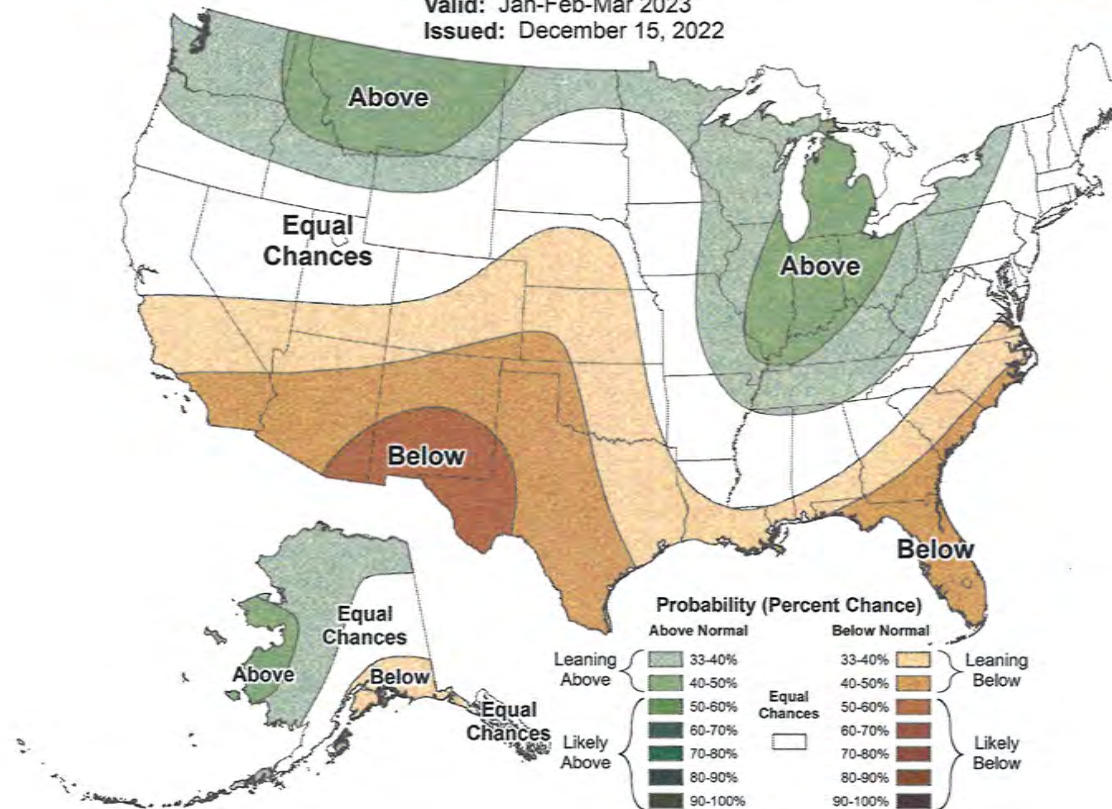 Valid: Jan-Feb-Mar 2023
Issued: December 15, 2022
Above
Equal
Chances
Above
Below
Below
Equal
Chances
Above
Below
Equal
Chances
Probability (Percent Chance)
Above Normal
Below Normal
Leaning
Above
33-40%
40-50%
50-60%
60-70%
70-80%
80-90%
90-100%
Likely
Above
Equal
Chances
33-40%
40-50%
50-60%
60-70%
70-80%
80-90%
90-100%
Leaning
Below
Likely
Below